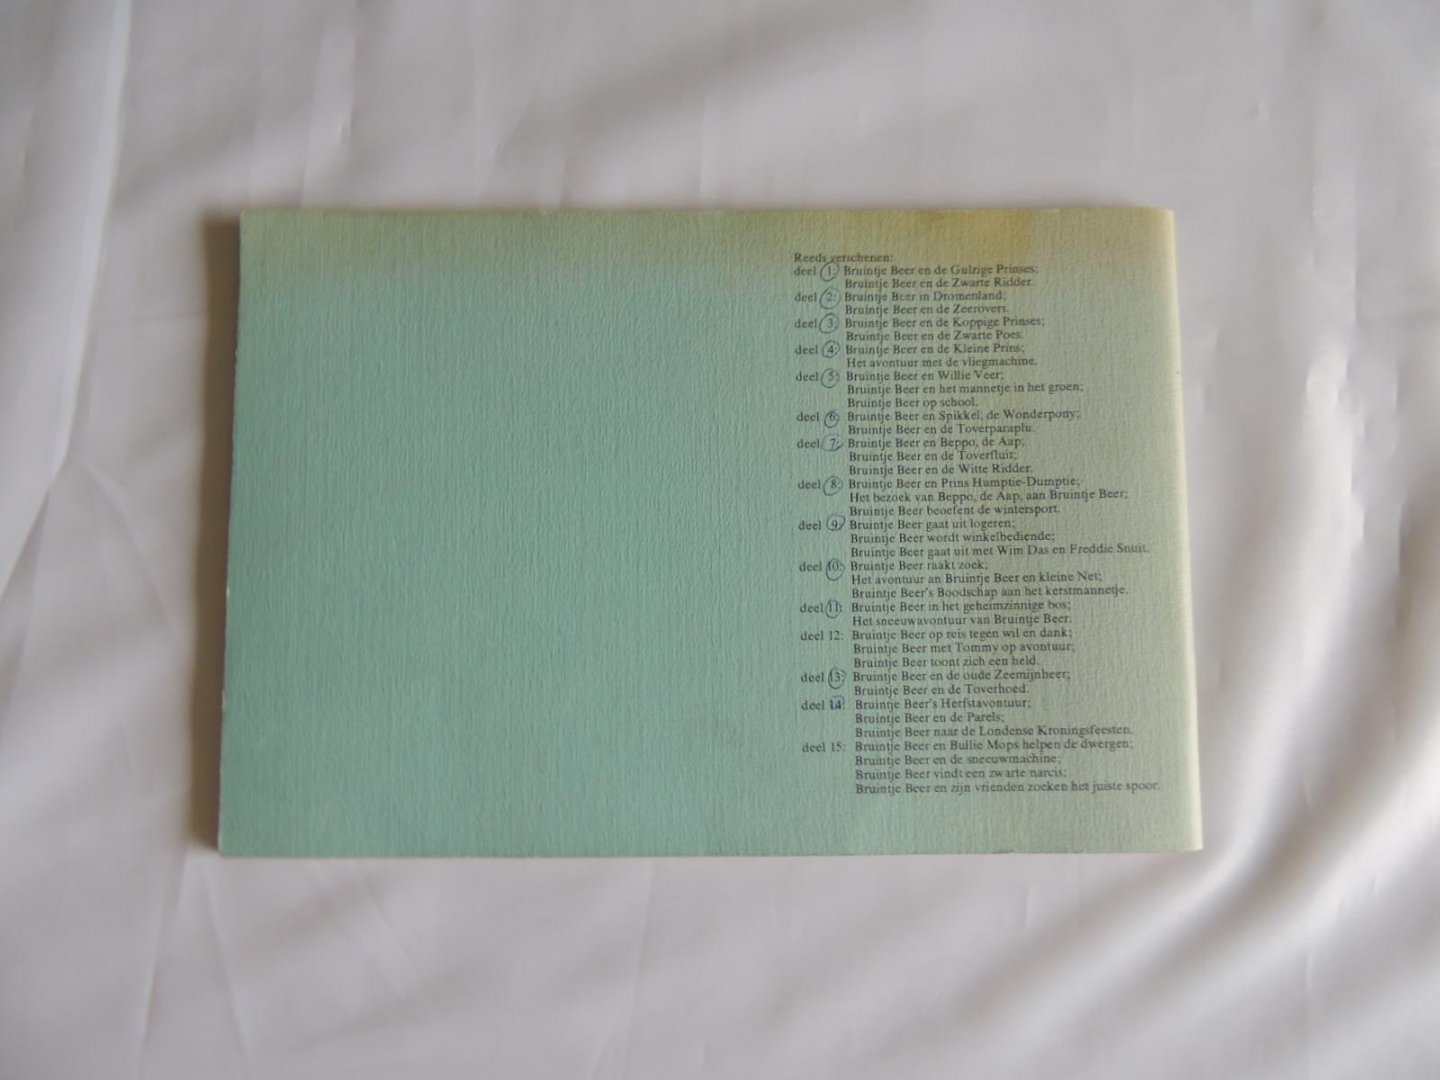 Reeds verschenen:
deel 1: Bruintje Beer en de Gulzige Prinses;
Bruintje Beer en de Zwarte Ridder.
deel 2: Bruintje Beer in Dromenland;
Bruintje Beer en de Zeerovers.
deel 3: Bruintje Beer en de Koppige Prinses;
Bruintje Beer en de Zwarte Poes.
deel 4: Bruintje Beer en de Kleine Prins;
Het avontuur met de vliegmachine.
deel 5: Bruintje Beer en Willie Veer;
Bruintje Beer en het mannetje in het groen;
Bruintje Beer op school.
deel 6: Bruintje Beer en Spikkel, de Wonderpony;
Bruintje Beer en de Toverparaplu.
deel 7: Bruintje Beer en Beppo, de Aap;
Bruintje Beer en de Toverfluit;
Bruintje Beer en de Witte Ridder.
deel 8: Bruintje Beer en Prins Humptie-Dumptie;
Het bezoek van Beppo, de Aap, aan Bruintje Beer;
Bruintje Beer beoefent de wintersport.
deel 9: Bruintje Beer gaat uit logeren;
Bruintje Beer wordt winkelbediende;
Bruintje Beer gaat uit met Wim Das en Freddie Snuit.
deel 10: Bruintje Beer raakt zoek;
Het avontuur an Bruintje Beer en kleine Net;
Bruintje Beer's Boodschap aan het kerstmannetje.
deel 11: Bruintje Beer in het geheimzinnige bos;
Het sneeuwavontuur van Bruintje Beer.
deel 12: Bruintje Beer op reis tegen wil en dank;
Bruintje Beer met Tommy op avontuur;
Bruintje Beer toont zich een held.
deel 13: Bruintje Beer en de oude Zeemijnheer;
Bruintje Beer en de Toverhoed.
deel 14: Bruintje Beer's Herfstavontuur;
Bruintje Beer en de Parels;
Bruintje Beer naar de Londense Kroningsfeesten.
deel 15: Bruintje Beer en Bullie Mops helpen de dwergen;
Bruintje Beer en de sneeuwmachine;
Bruintje Beer vindt een zwarte narcis;
Bruintje Beer en zijn vrienden zoeken het juiste spoor.